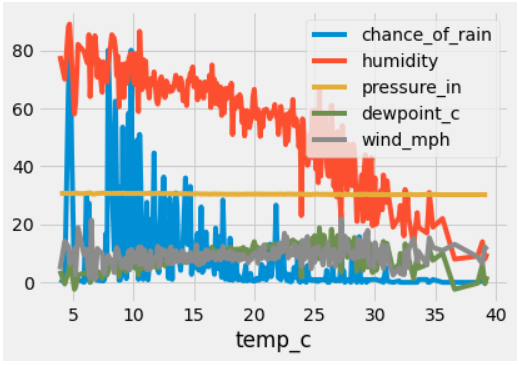 chance_of_rain
humidity
pressure_in
dewpoint_c
wind_mph
80
60
40
20
0
5 10 15 20 25 30 35 40
temp_c